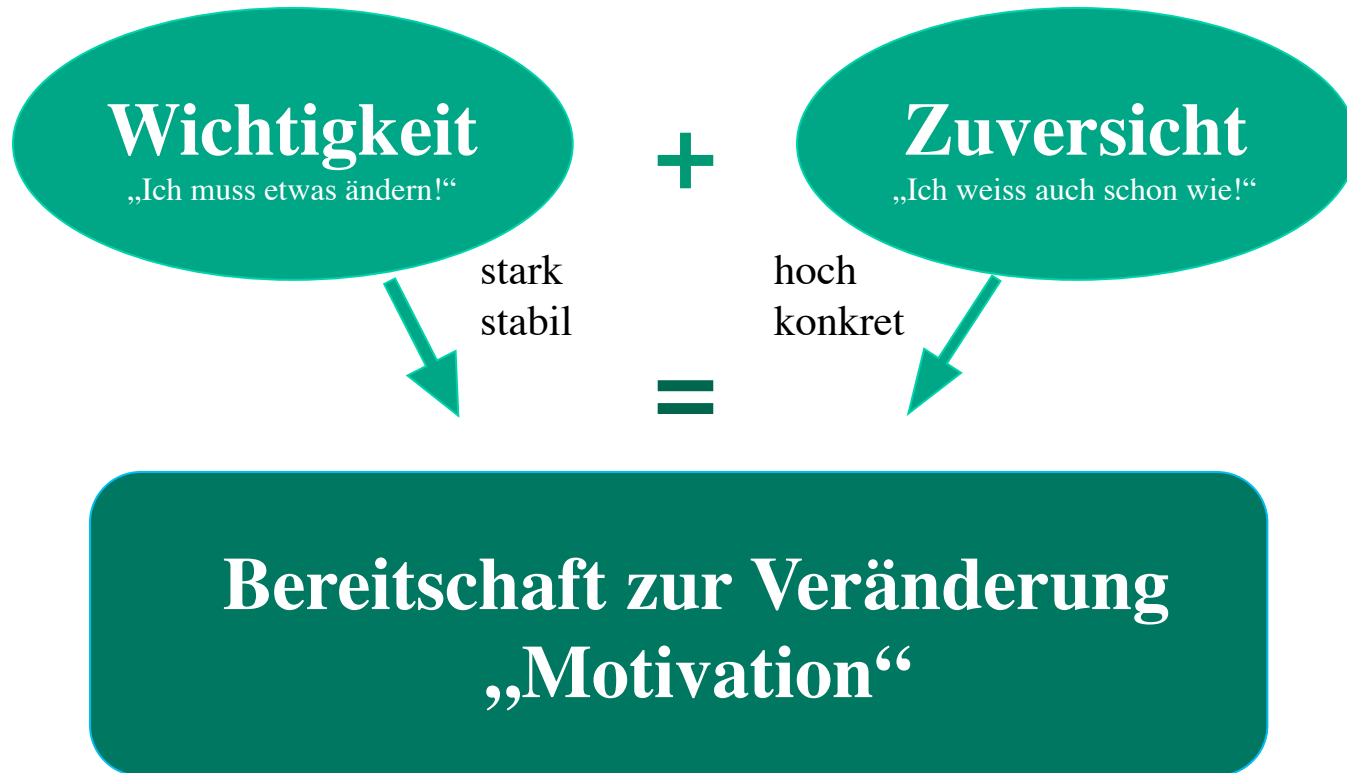 Wichtigkeit
„Ich muss etwas ändern!“
+
Zuversicht
„Ich weiss auch schon wie!“
stark
stabil
hoch
konkret
=
Bereitschaft zur Veränderung
„Motivation“